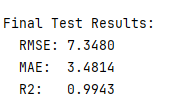 Final Test Results:
RMSE: 7.3480
MAE: 3.4814
R2: 0.9943